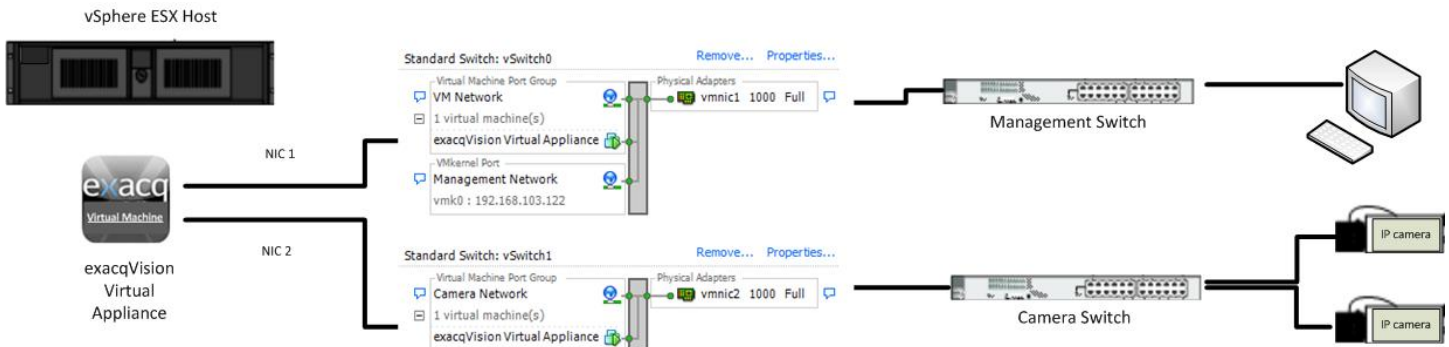 vSphere ESX Host
exacq
Virtual Machine
exacqVision
Virtual
Appliance
NIC 1
NIC 2
Standard Switch: vSwitch0
Remove... Properties...
Virtual Machine Port Group
VM Network
1 virtual machine(s)
exacqVision Virtual Appliance
VMkernel Port
Management Network
vmk0 : 192.168.103.122
Physical Adapters
vmnic1 1000 Full
Management Switch
Standard Switch: vSwitch1
Remove... Properties...
Virtual Machine Port Group
Camera Network
1 virtual machine(s)
exacqVision Virtual Appliance
Physical Adapters
vmnic2 1000 Full
Camera Switch
IP camera
IP camera